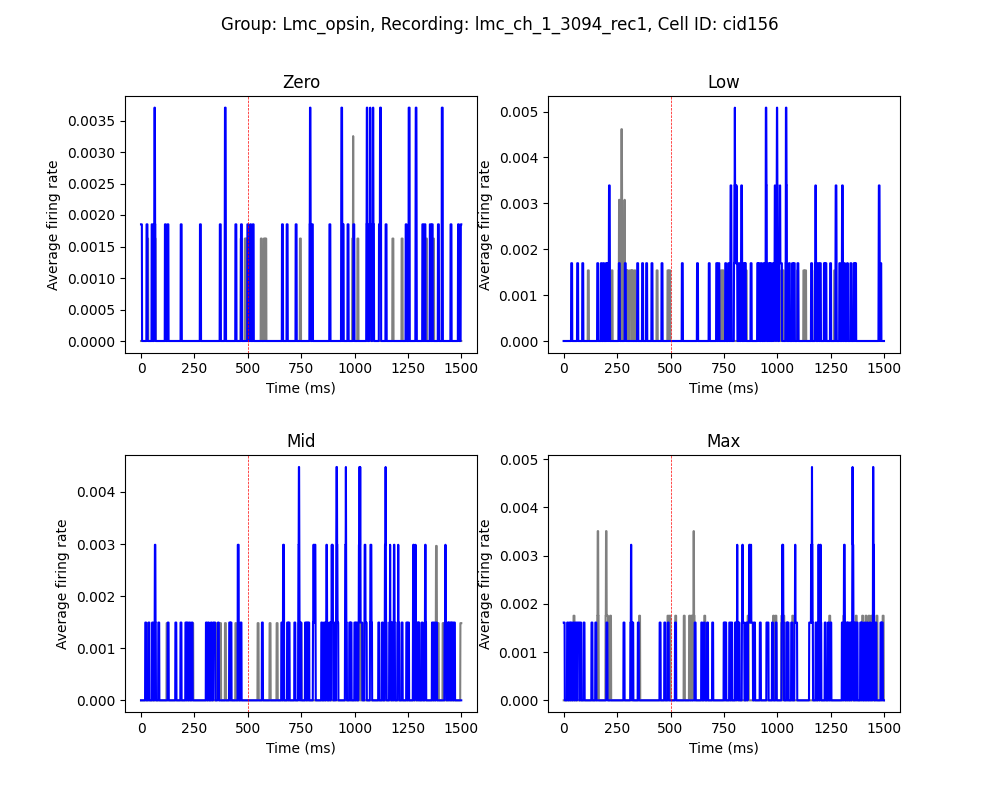 Group: Lmc_opsin, Recording: lmc_ch_1_3094_rec1, Cell ID: cid156
Zero
Average firing rate
0.0035
0.0030
0.0025
0.0020
0.0015
0.0010
0.0005
0.0000
0 250 500 750 1000 1250 1500
Time (ms)
Low
Average firing rate
0.005
0.004
0.003
0.002
0.001
0.000
0 250 500 750 1000 1250 1500
Time (ms)
Mid
Average firing rate
0.004
0.003
0.002
0.001
0.000
0 250 500 750 1000 1250 1500
Time (ms)
Max
Average firing rate
0.005
0.004
0.003
0.002
0.001
0.000
0 250 500 750 1000 1250 1500
Time (ms)